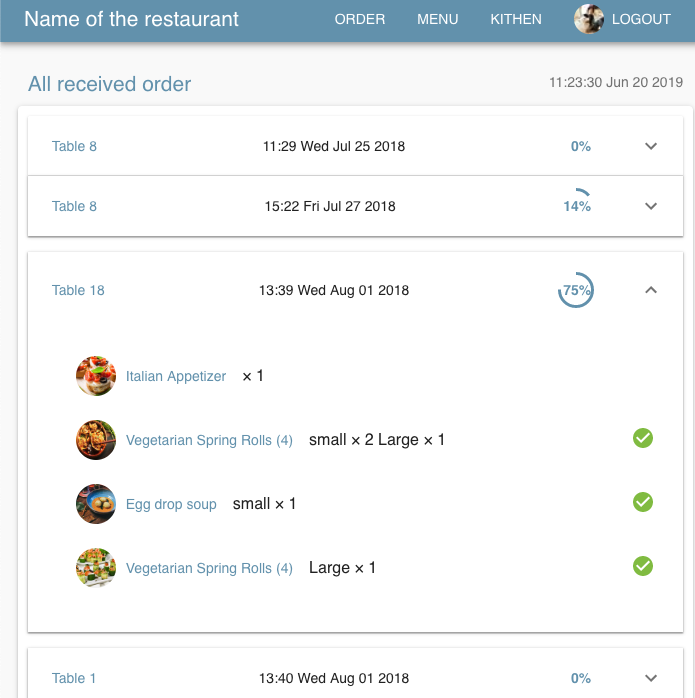 Name of the restaurant ORDER MENU KITHEN LOGOUT
All received order 11:23:30 Jun 20 2019
Table 8 11:29 Wed Jul 25 2018 0%
Table 8 15:22 Fri Jul 27 2018 14%
Table 18 13:39 Wed Aug 01 2018 75%
Italian Appetizer × 1
Vegetarian Spring Rolls (4) small × 2 Large × 1
Egg drop soup small × 1
Vegetarian Spring Rolls (4) Large × 1
Table 1 13:40 Wed Aug 01 2018 0%